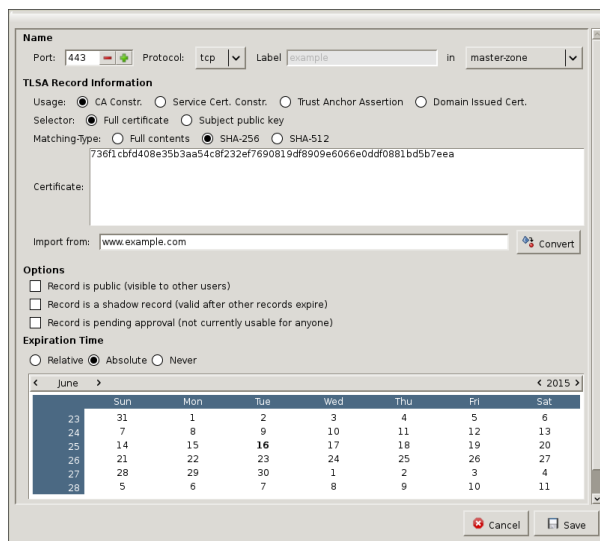 Name
Port: 443 Protocol: tcp Label example in master-zone
TLSA Record Information
Usage: CA Constr. Service Cert. Constr. Trust Anchor Assertion Domain Issued Cert.
Selector: Full certificate Subject public key
Matching-Type: Full contents SHA-256 SHA-512
736f1cbfd408e35b3aa54c8f232ef7690819df8909e6066e0ddf0881bd5b7eea
Certificate:
Import from: www.example.com Convert
Options
Record is public (visible to other users)
Record is a shadow record (valid after other records expire)
Record is pending approval (not currently usable for anyone)
Expiration Time
Relative Absolute Never
< June > < 2015 >
Sun Mon Tue Wed Thu Fri Sat
23 31 1 2 3 4 5 6
24 7 8 9 10 11 12 13
25 14 15 16 17 18 19 20
26 21 22 23 24 25 26 27
27 28 29 30 1 2 3 4
28 5 6 7 8 9 10 11
Cancel Save